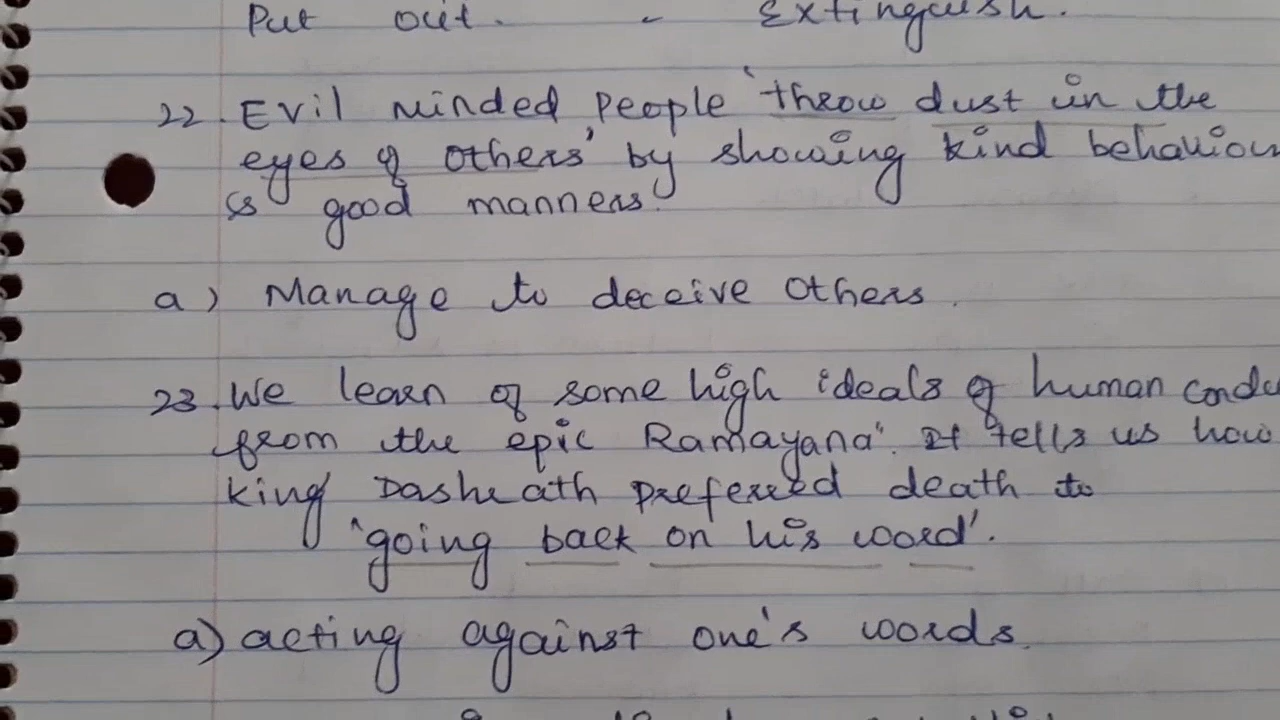 Put out. - Extinguish.
22. Evil minded people 'throw dust in the
eyes of others' by showing kind behaviou
& good manners.
a) Manage to deceive others.
23. We learn of some high ideals of human condu
from the epic Ramayana". It tells us how
king Dasheath preferred death to
'going back on his word'.
a) acting against one's words.